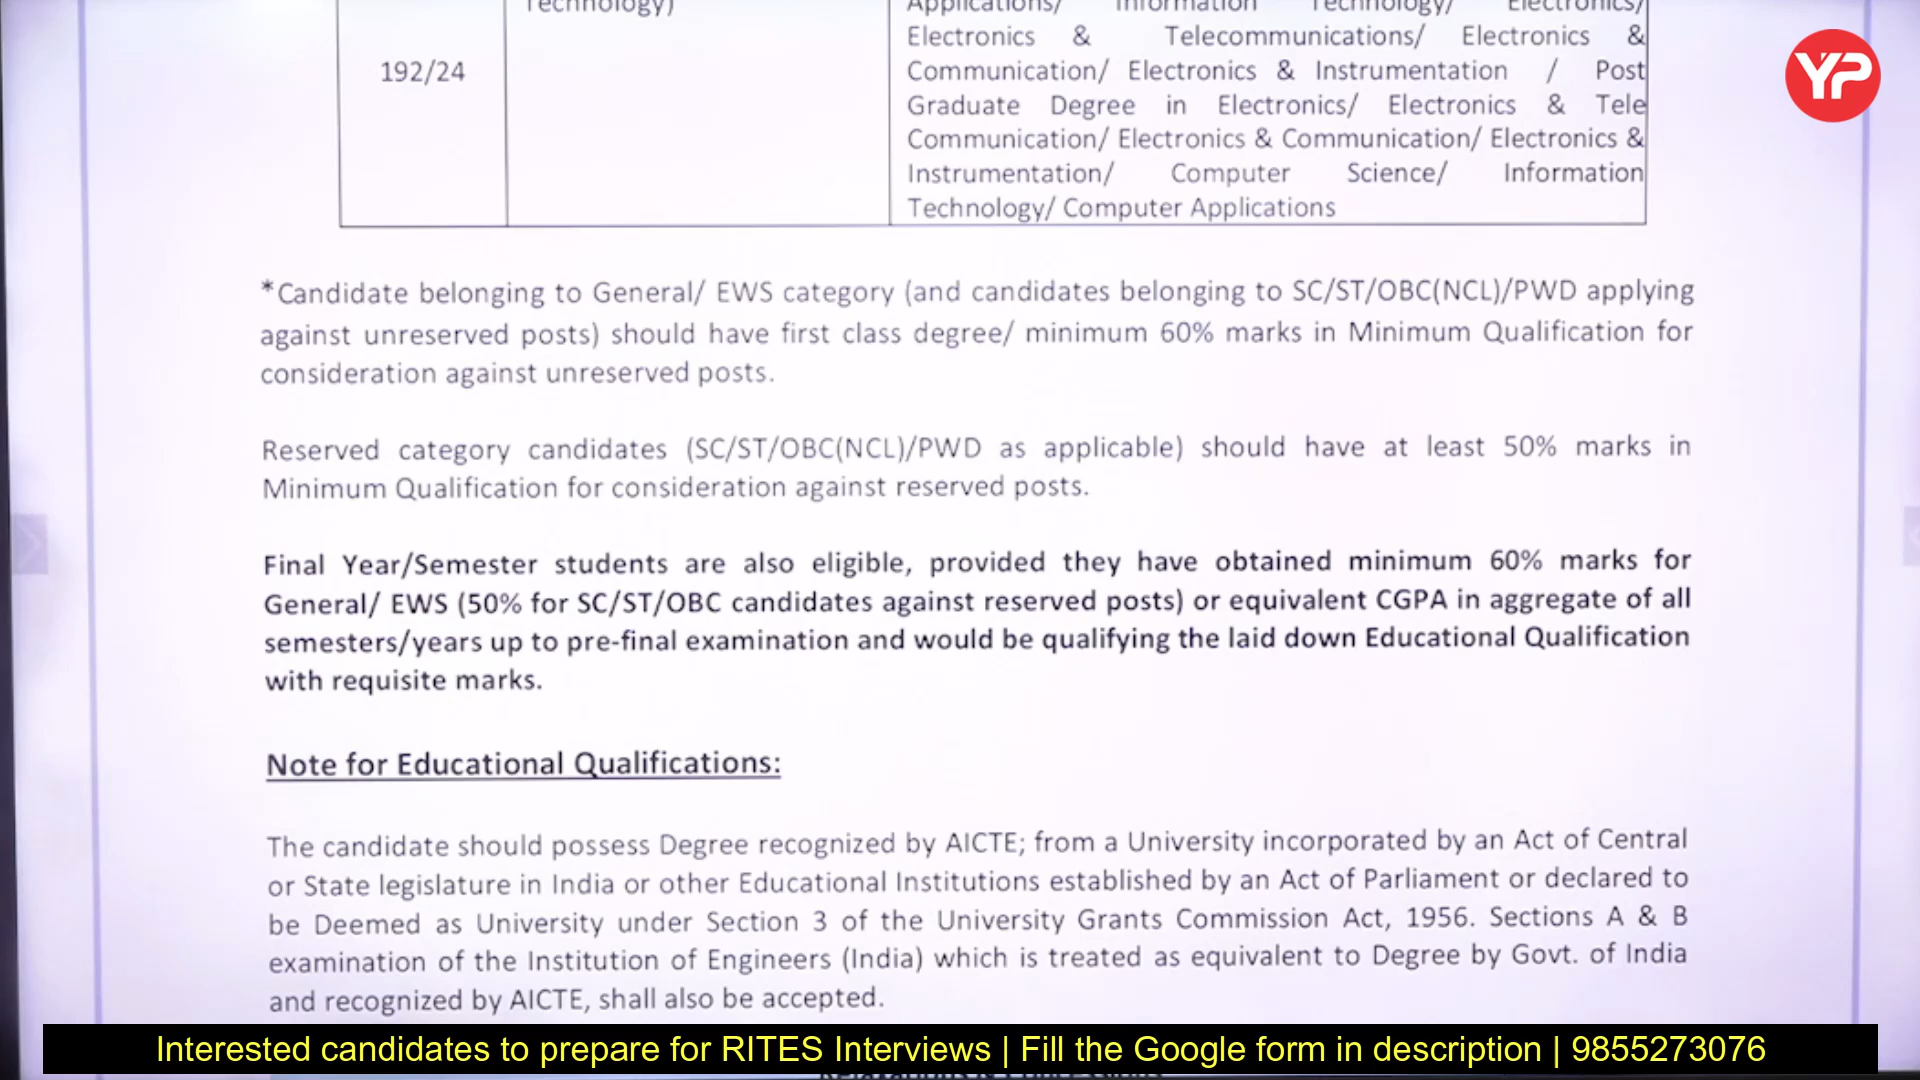 Technology)
Applications/ Information Technology/ Electronics/
Electronics & Telecommunications/ Electronics &
192/24
Communication/ Electronics & Instrumentation / Post
Graduate Degree in Electronics/ Electronics & Tele
Communication/ Electronics & Communication/ Electronics &
Instrumentation/ Computer Science/ Information
Technology/ Computer Applications
YP
*Candidate belonging to General/ EWS category (and candidates belonging to SC/ST/OBC(NCL)/PWD applying
against unreserved posts) should have first class degree/ minimum 60% marks in Minimum Qualification for
consideration against unreserved posts.
Reserved category candidates (SC/ST/OBC(NCL)/PWD as applicable) should have at least 50% marks in
Minimum Qualification for consideration against reserved posts.
Final Year/Semester students are also eligible, provided they have obtained minimum 60% marks for
General/ EWS (50% for SC/ST/OBC candidates against reserved posts) or equivalent CGPA in aggregate of all
semesters/years up to pre-final examination and would be qualifying the laid down Educational Qualification
with requisite marks.
Note for Educational Qualifications:
The candidate should possess Degree recognized by AICTE; from a University incorporated by an Act of Central
or State legislature in India or other Educational Institutions established by an Act of Parliament or declared to
be Deemed as University under Section 3 of the University Grants Commission Act, 1956. Sections A & B
examination of the Institution of Engineers (India) which is treated as equivalent to Degree by Govt. of India
and recognized by AICTE, shall also be accepted.
Interested candidates to prepare for RITES Interviews | Fill the Google form in description | 9855273076